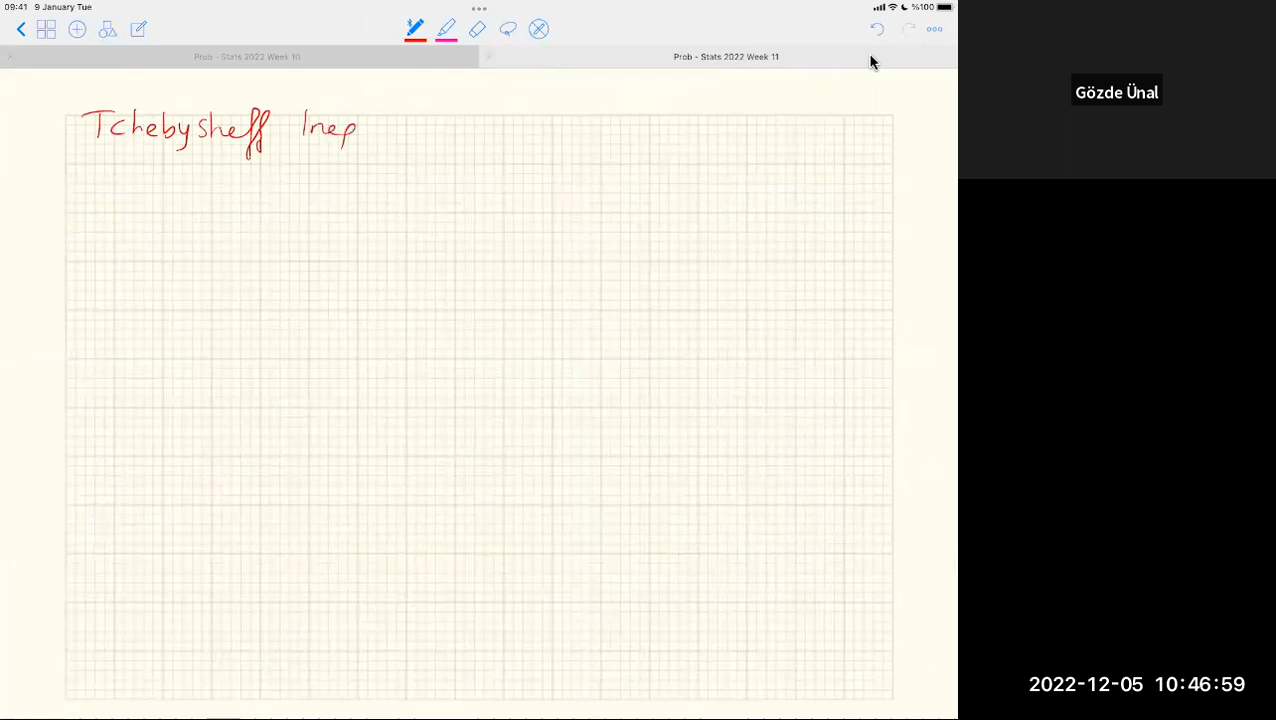 09:41 9 January Tue
%100
Prob - Stats 2022 Week 10
Prob - Stats 2022 Week 11
Tchebysheff Inep
Gözde Ünal
2022-12-05 10:46:59